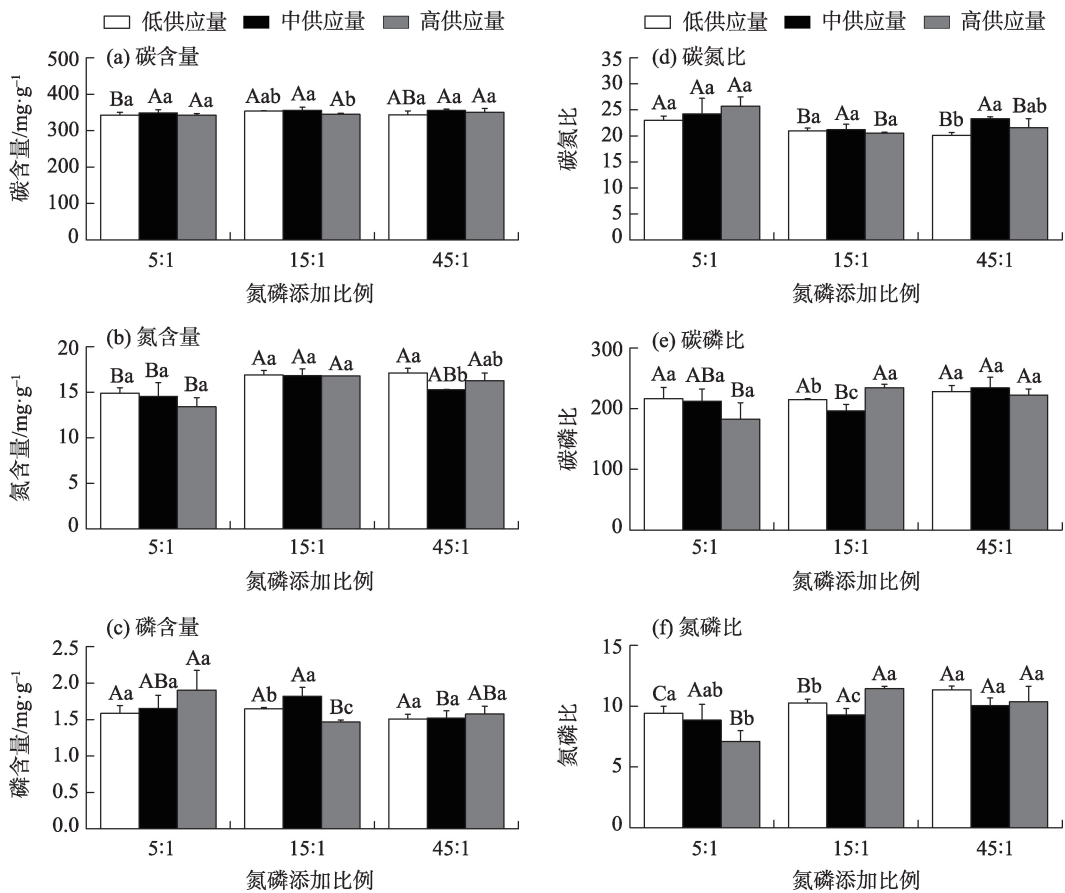 低供应量 中供应量 高供应量
(a) 碳含量
碳含量/mg·g⁻¹
500
400
300
200
100
0
Ba Aa Aa Aab Aa Ab ABa Aa Aa
5:1 15:1 45:1
氮磷添加比例
(b) 氮含量
氮含量/mg·g⁻¹
20
15
10
5
0
Ba Ba Ba Aa Aa Aa Aa ABb Aab
5:1 15:1 45:1
氮磷添加比例
(c) 磷含量
磷含量/mg·g⁻¹
2.5
2.0
1.5
1.0
0.5
0.0
Aa ABa Aa Ab Aa Bc Aa Ba ABa
5:1 15:1 45:1
氮磷添加比例
低供应量 中供应量 高供应量
(d) 碳氮比
碳氮比
35
30
25
20
15
10
5
0
Aa Aa Aa Ba Aa Ba Bb Aa Bab
5:1 15:1 45:1
氮磷添加比例
(e) 碳磷比
碳磷比
300
200
100
0
Aa ABa Ba Ab Bc Aa Aa Aa Aa
5:1 15:1 45:1
氮磷添加比例
(f) 氮磷比
氮磷比
15
10
5
0
Ca Aab Bb Bb Ac Aa Aa Aa Aa
5:1 15:1 45:1
氮磷添加比例